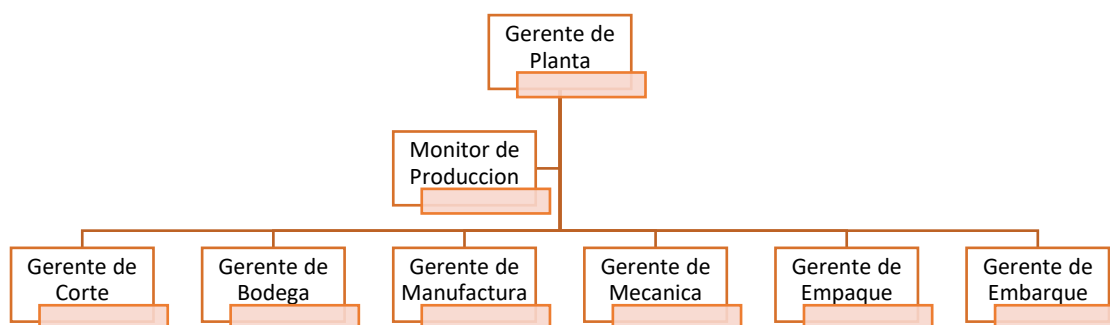 Gerente de
Planta
Monitor de
Produccion
Gerente de
Corte
Gerente de
Bodega
Gerente de
Manufactura
Gerente de
Mecanica
Gerente de
Empaque
Gerente de
Embarque